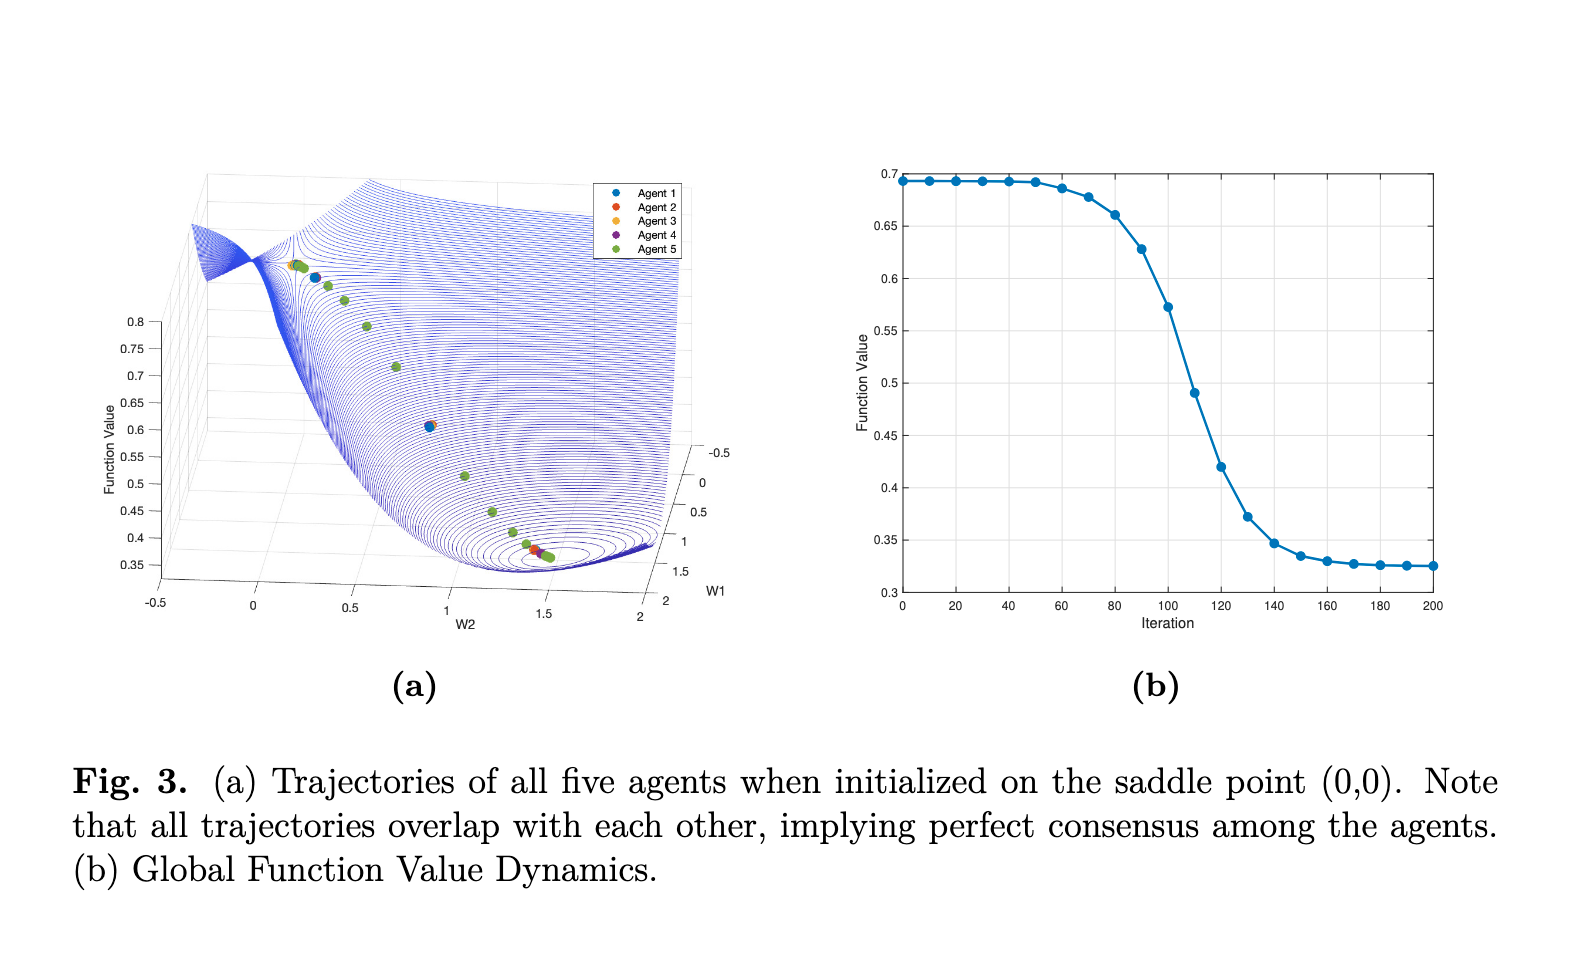 Agent 1
Agent 2
Agent 3
Agent 4
Agent 5
0.8
0.75
0.7
0.65
0.6
0.55
0.5
0.45
0.4
0.35
Function Value
-0.5
0
0.5
1
1.5
2
W2
-0.5
0
0.5
1
1.5
2
W1
(a)
0.7
0.65
0.6
0.55
0.5
0.45
0.4
0.35
0.3
Function Value
0 20 40 60 80 100 120 140 160 180 200
Iteration
(b)
Fig. 3. (a) Trajectories of all five agents when initialized on the saddle point (0,0). Note
that all trajectories overlap with each other, implying perfect consensus among the agents.
(b) Global Function Value Dynamics.